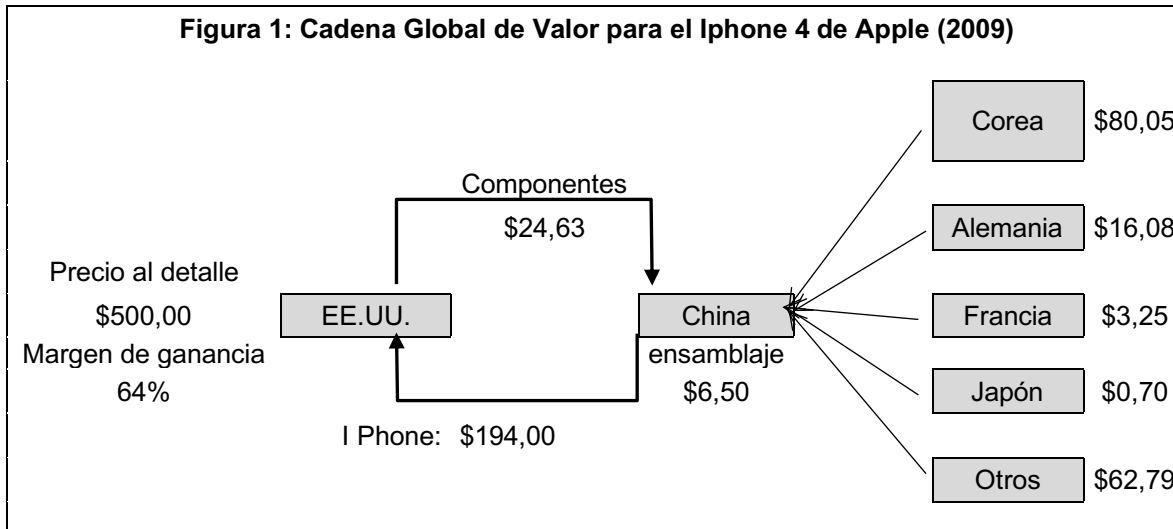 Figura 1: Cadena Global de Valor para el Iphone 4 de Apple (2009)
Corea $80,05
Componentes
$24,63
Alemania $16,08
Precio al detalle
$500,00
EE.UU.
China
Francia $3,25
Margen de ganancia
64%
ensamblaje
$6,50
Japón $0,70
I Phone: $194,00
Otros $62,79